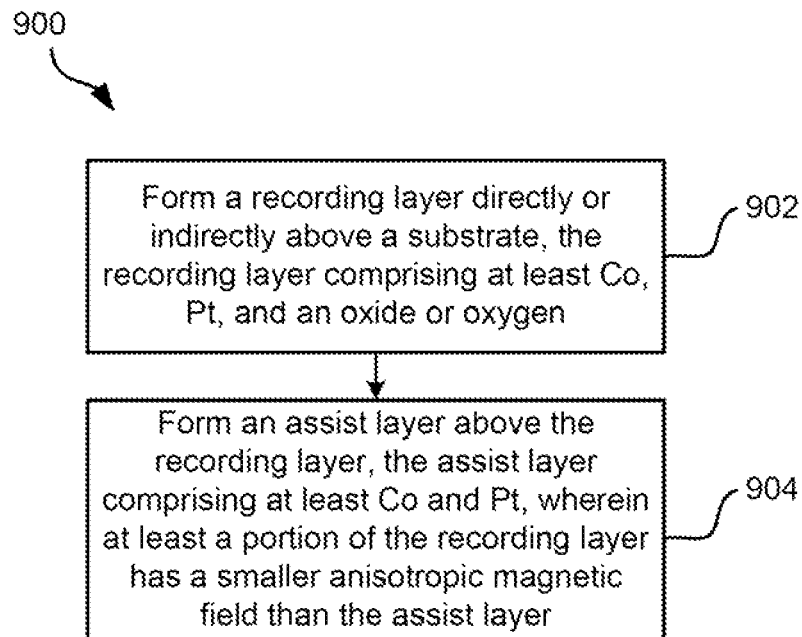 900
Form a recording layer directly or
indirectly above a substrate, the
recording layer comprising at least Co,
Pt, and an oxide or oxygen
902
Form an assist layer above the
recording layer, the assist layer
comprising at least Co and Pt, wherein
at least a portion of the recording layer
has a smaller anisotropic magnetic
field than the assist layer
904